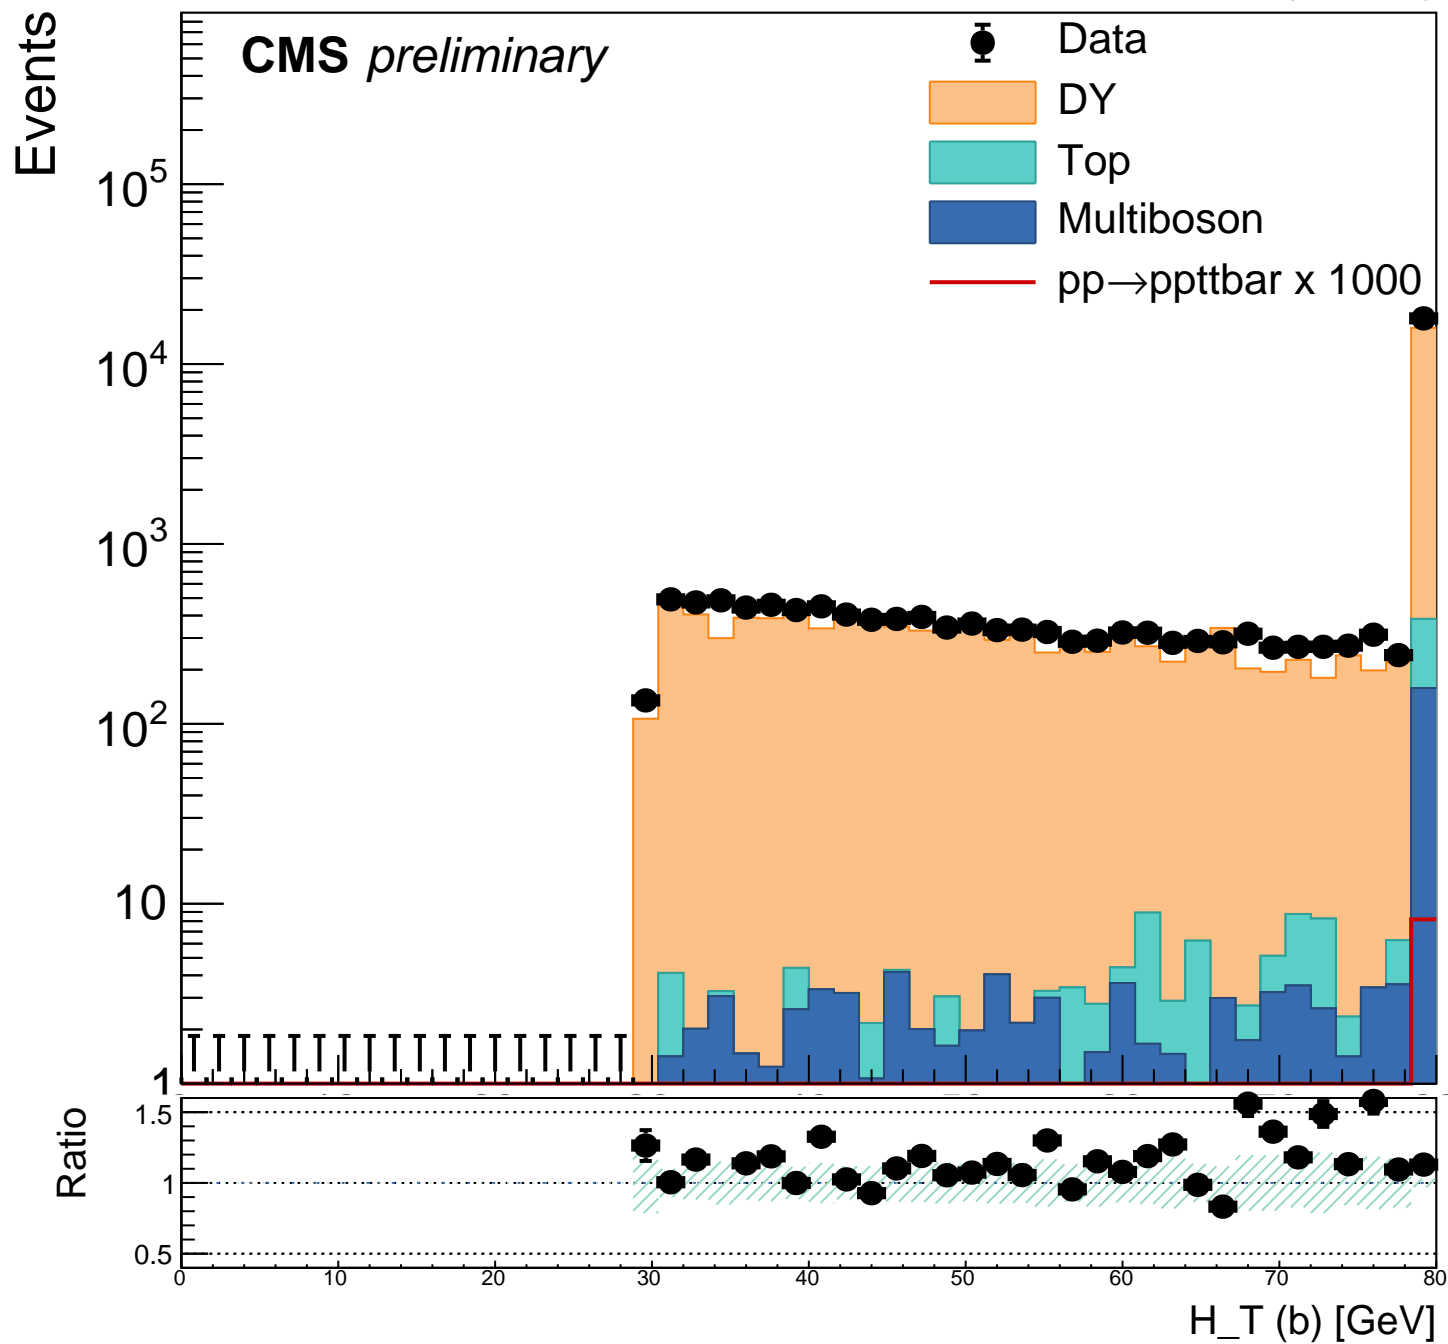 CMS preliminary
Events
Data
DY
Top
Multiboson
pp→ppttbar x 1000
10^5
10^4
10^3
10^2
10
1
Ratio
1.5
1
0.5
0 10 20 30 40 50 60 70 80
H_T (b) [GeV]